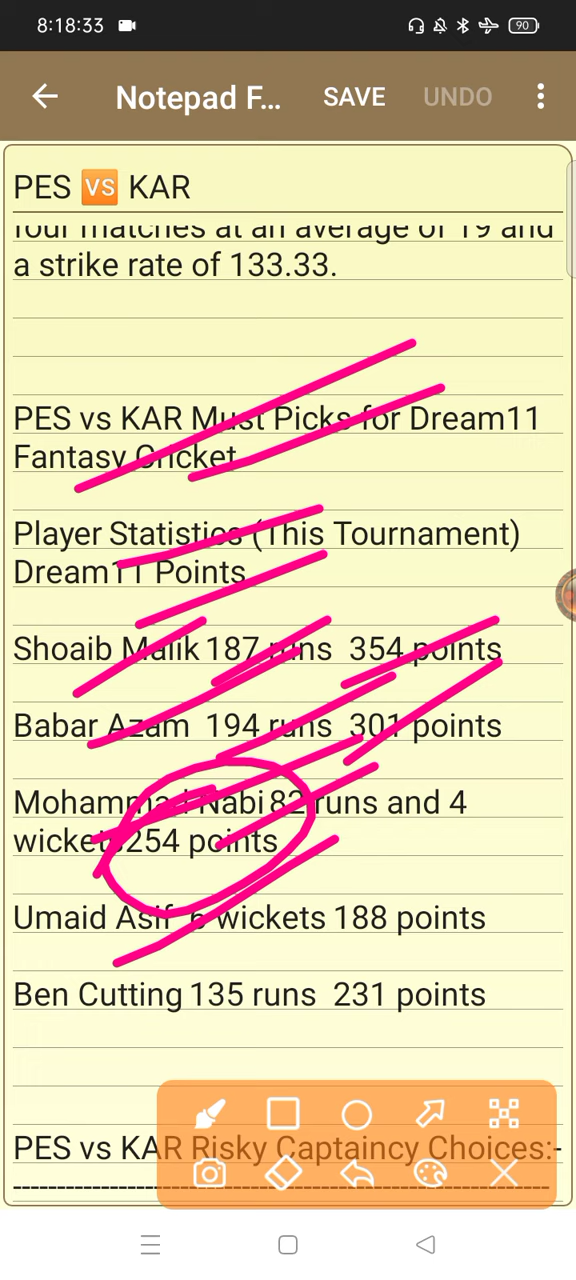 8:18:33
90
Notepad F...
SAVE
UNDO
PES 🆚 KAR
four matches at an average of 19 and
a strike rate of 133.33.
PES vs KAR Must Picks for Dream11
Fantasy Cricket
Player Statistics (This Tournament)
Dream11 Points
Shoaib Malik 187 runs 354 points
Babar Azam 194 runs 301 points
Mohammad Nabi 82 runs and 4
wickets 254 points
Umaid Asif 6 wickets 188 points
Ben Cutting 135 runs 231 points
PES vs KAR Risky Captaincy Choices:-
--------------------------------------------------------